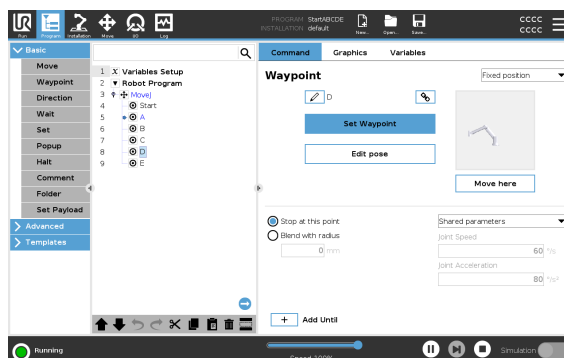 UR
Run
Program
Installation
Move
I/O
Log
PROGRAM StartABCDE
INSTALLATION default
New...
Open...
Save...
CCCC
CCCC
Basic
Move
Waypoint
Direction
Wait
Set
Popup
Halt
Comment
Folder
Set Payload
Advanced
Templates
1 X Variables Setup
2 Robot Program
3 MoveJ
4 Start
5 A
6 B
7 C
8 D
9 E
Command Graphics Variables
Waypoint
Fixed position
D
Set Waypoint
Edit pose
Move here
Stop at this point
Blend with radius
0 mm
Shared parameters
Joint Speed
60 °/s
Joint Acceleration
80 °/s²
+ Add Until
Running
Speed 100%
Simulation